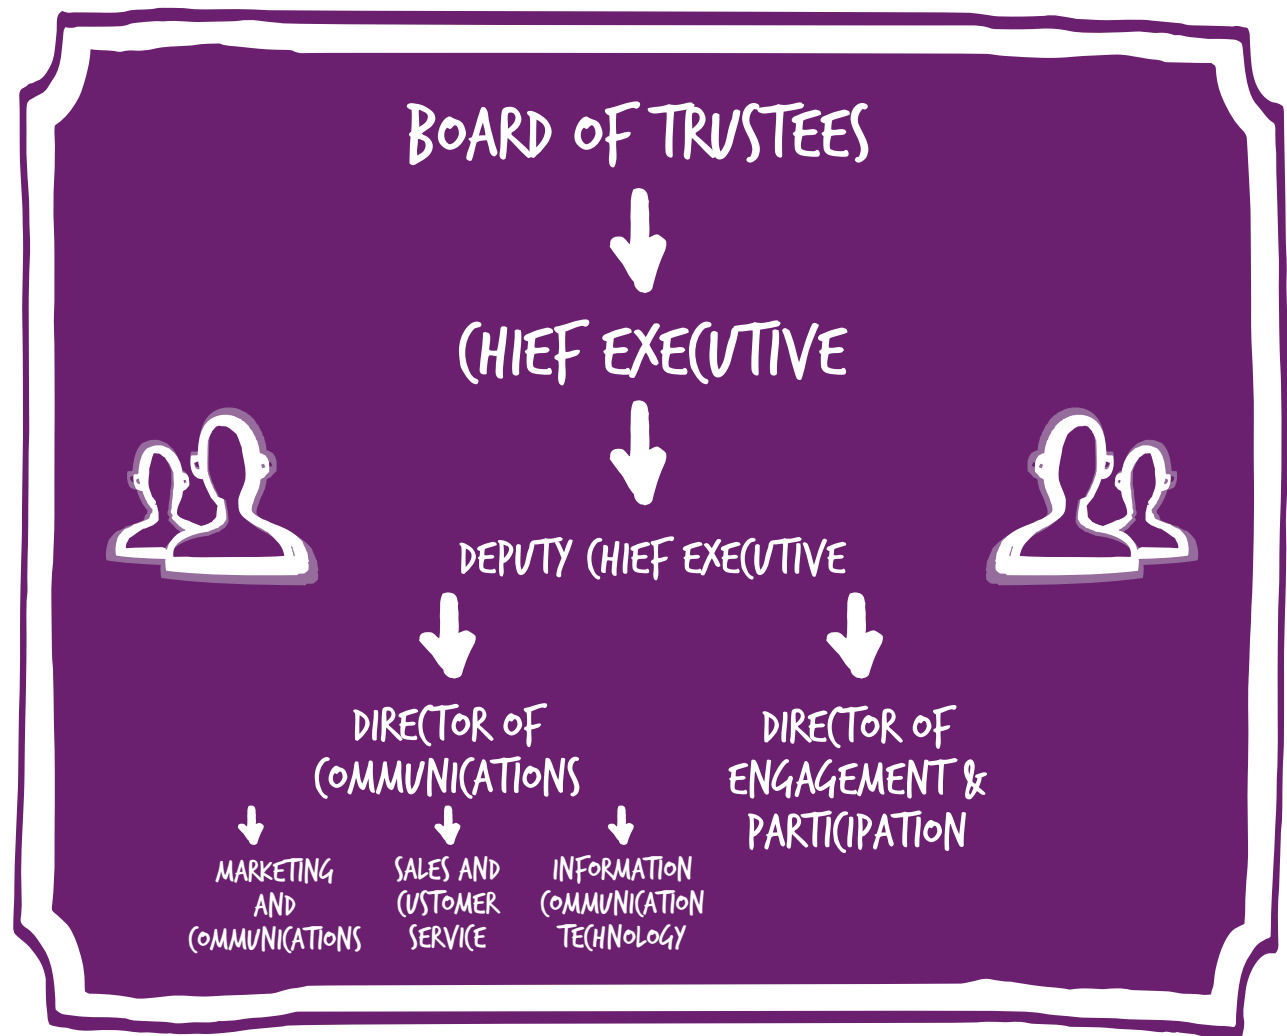 BOARD OF TRUSTEES
CHIEF EXECUTIVE
DEPUTY CHIEF EXECUTIVE
DIRECTOR OF
COMMUNICATIONS
DIRECTOR OF
ENGAGEMENT &
PARTICIPATION
MARKETING
AND
COMMUNICATIONS
SALES AND
CUSTOMER
SERVICE
INFORMATION
COMMUNICATION
TECHNOLOGY